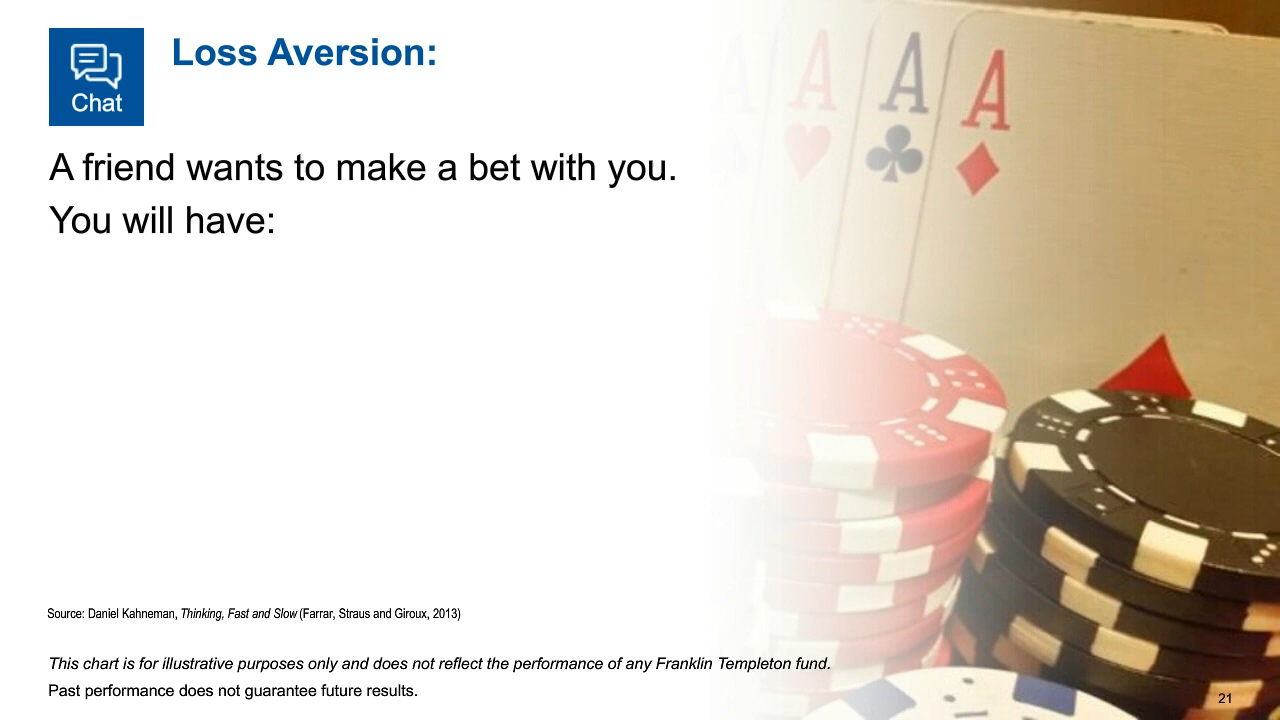 Chat
Loss Aversion:
A friend wants to make a bet with you.
You will have:
A
A
A
A
Source: Daniel Kahneman, Thinking, Fast and Slow (Farrar, Straus and Giroux, 2013)
This chart is for illustrative purposes only and does not reflect the performance of any Franklin Templeton fund.
Past performance does not guarantee future results.
21